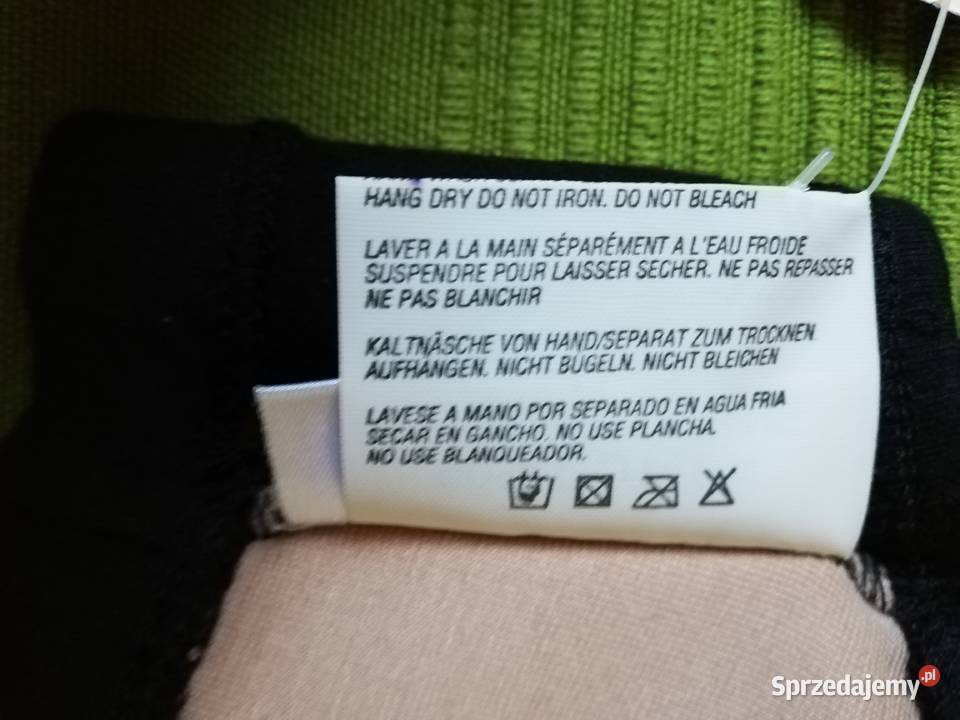 HANG DRY DO NOT IRON. DO NOT BLEACH
LAVER A LA MAIN SÉPARÉMENT A L'EAU FROIDE
SUSPENDRE POUR LAISSER SECHER. NE PAS REPASSER
NE PAS BLANCHIR
KALTNÄSCHE VON HAND/SEPARAT ZUM TROCKNEN
AUFHANGEN. NICHT BUGELN. NICHT BLEICHEN
LAVESE A MANO POR SEPARADO EN AGUA FRIA
SECAR EN GANCHO. NO USE PLANCHA.
NO USE BLANQUEADOR.
Sprzedajemy.pl